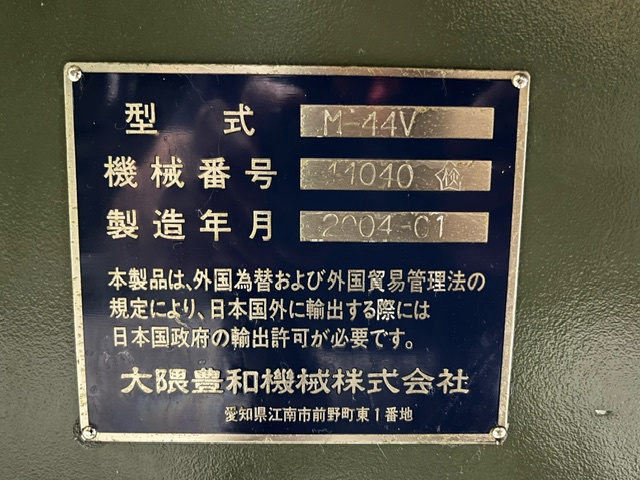 型式 M-44V
機械番号 11040 検
製造年月 2004-01
本製品は、外国為替および外国貿易管理法の
規定により、日本国外に輸出する際には
日本国政府の輸出許可が必要です。
大隈豊和機械株式会社
愛知県江南市前野町東1番地